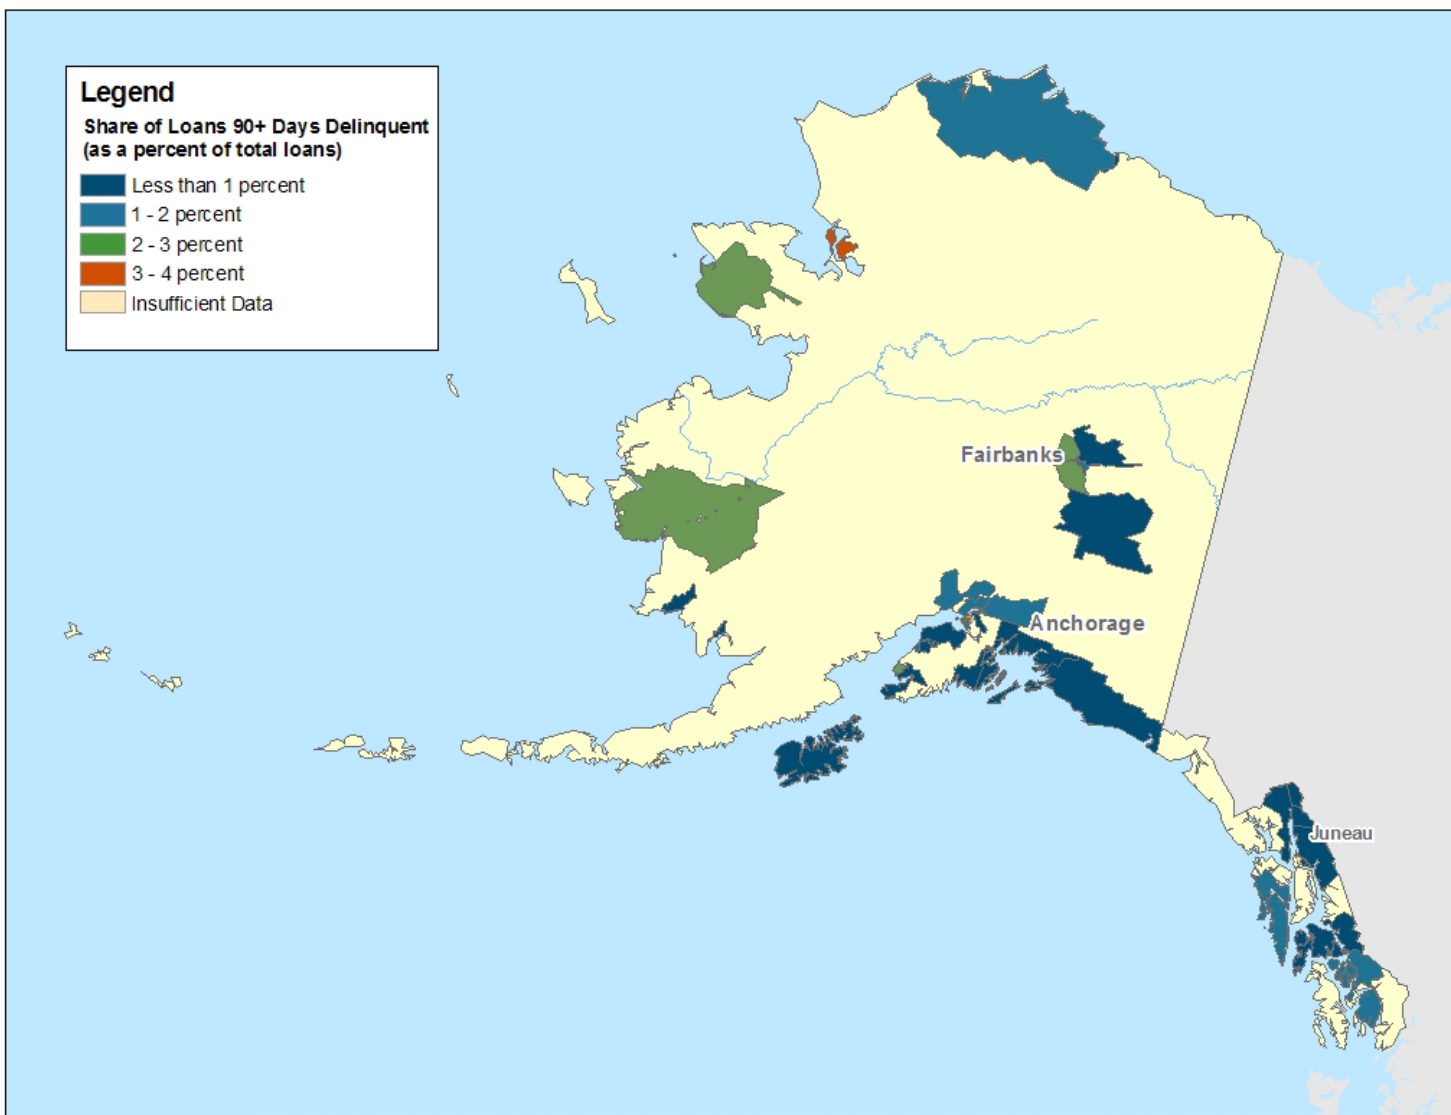 Legend
Share of Loans 90+ Days Delinquent
(as a percent of total loans)
Less than 1 percent
1 - 2 percent
2 - 3 percent
3 - 4 percent
Insufficient Data
Fairbanks
Anchorage
Juneau